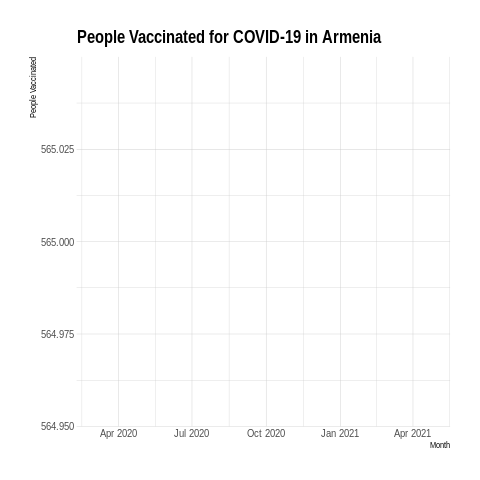 People Vaccinated for COVID-19 in Armenia
People Vaccinated
565.025
565.000
564.975
564.950
Apr 2020 Jul 2020 Oct 2020 Jan 2021 Apr 2021
Month